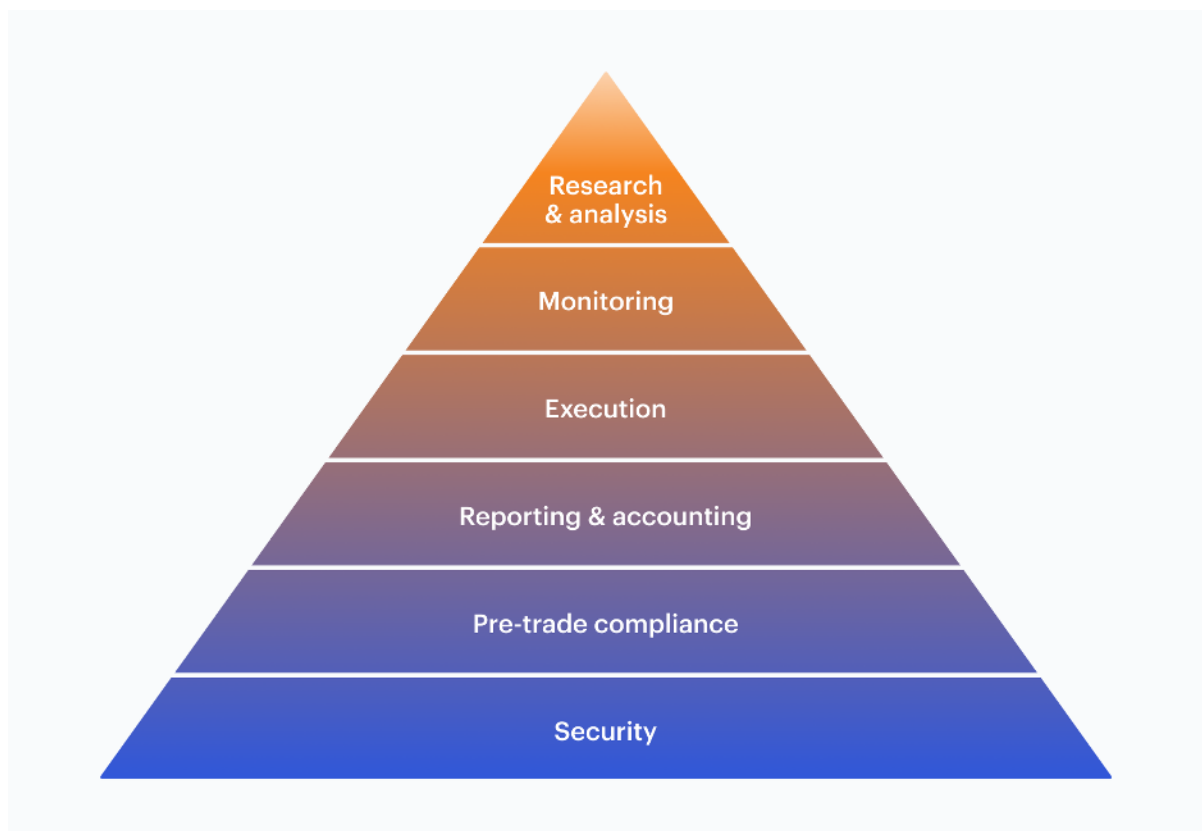 Research
& analysis
Monitoring
Execution
Reporting & accounting
Pre-trade compliance
Security